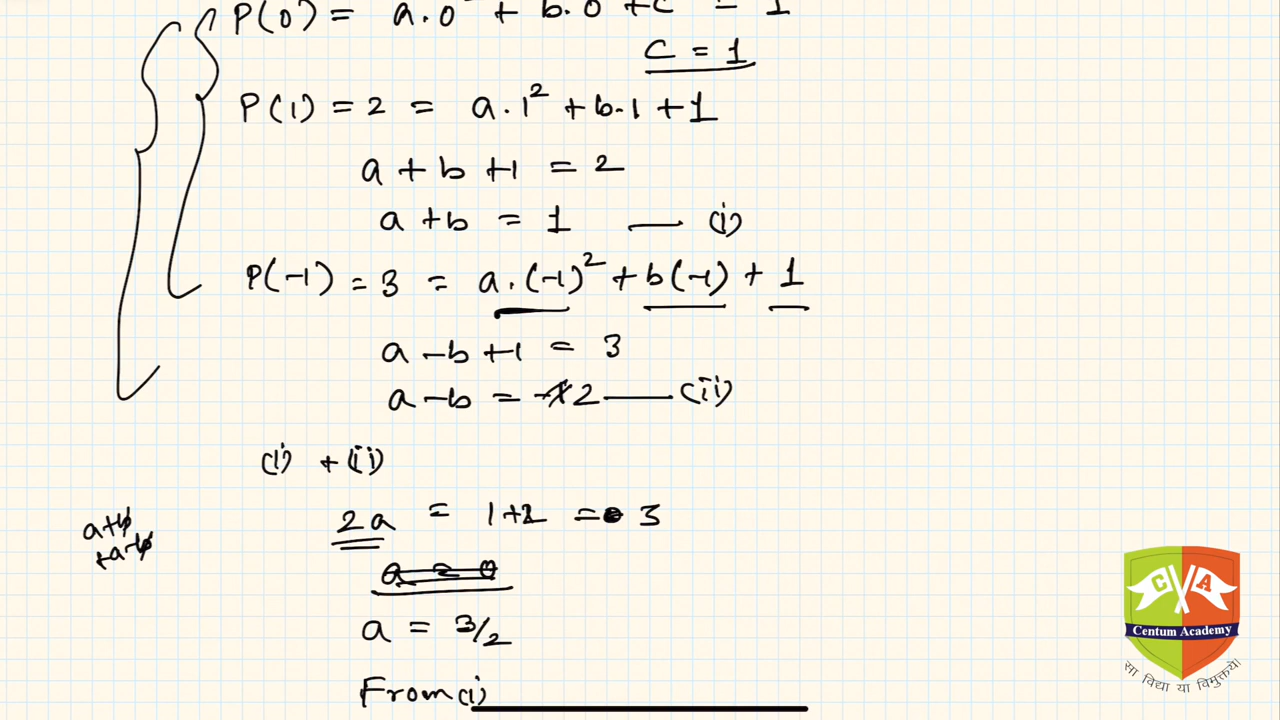 P(0) = a.0² + b.0 + c = 1
c = 1
P(1) = 2 = a.1² + b.1 + 1
a + b + 1 = 2
a + b = 1 — (i)
P(-1) = 3 = a.(-1)² + b(-1) + 1
a - b + 1 = 3
a - b = 2 — (ii)
(i) + (ii)
2a = 1+2 = 3
a+b
+a-b
a = 0
a = 3/2
From (i)
C A
Centum Academy
सा विद्या या विमुक्तये